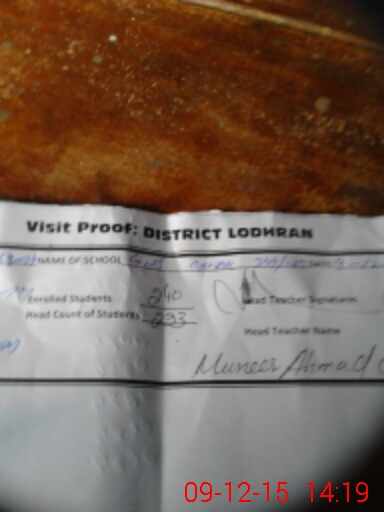 Visit Proof: DISTRICT LODHRAN
NAME OF SCHOOL
Enrolled Students 240 Head Teacher Signatures
Head Count of Students 233
Head Teacher Name
Muneer Ahmad
09-12-15 14:19